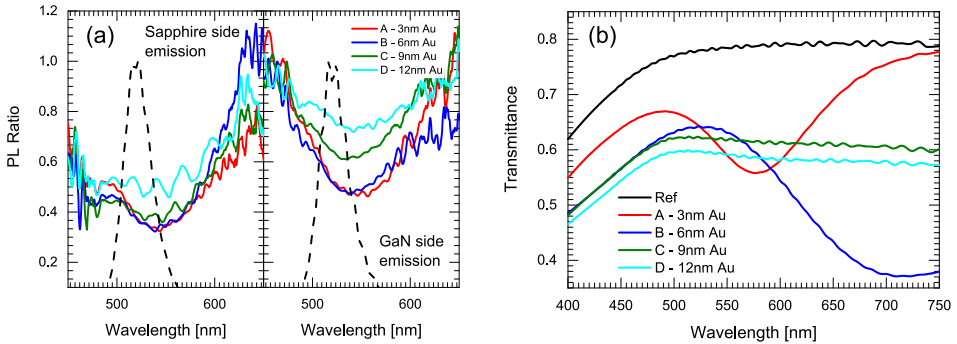 (a)
Sapphire side
emission
A - 3nm Au
B - 6nm Au
C - 9nm Au
D - 12nm Au
GaN side
emission
PL Ratio
1.2
1.0
0.8
0.6
0.4
0.2
500
600
500
600
Wavelength [nm]
Wavelength [nm]
(b)
Transmittance
0.8
0.7
0.6
0.5
0.4
Ref
A - 3nm Au
B - 6nm Au
C - 9nm Au
D - 12nm Au
400
450
500
550
600
650
700
750
Wavelength [nm]